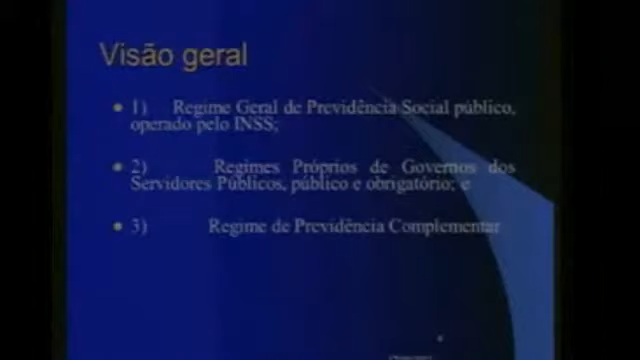 Visão geral
• 1) Regime Geral de Previdência Social público,
operado pelo INSS;
• 2) Regimes Próprios de Governos dos
Servidores Públicos, público e obrigatório; e
• 3) Regime de Previdência Complementar